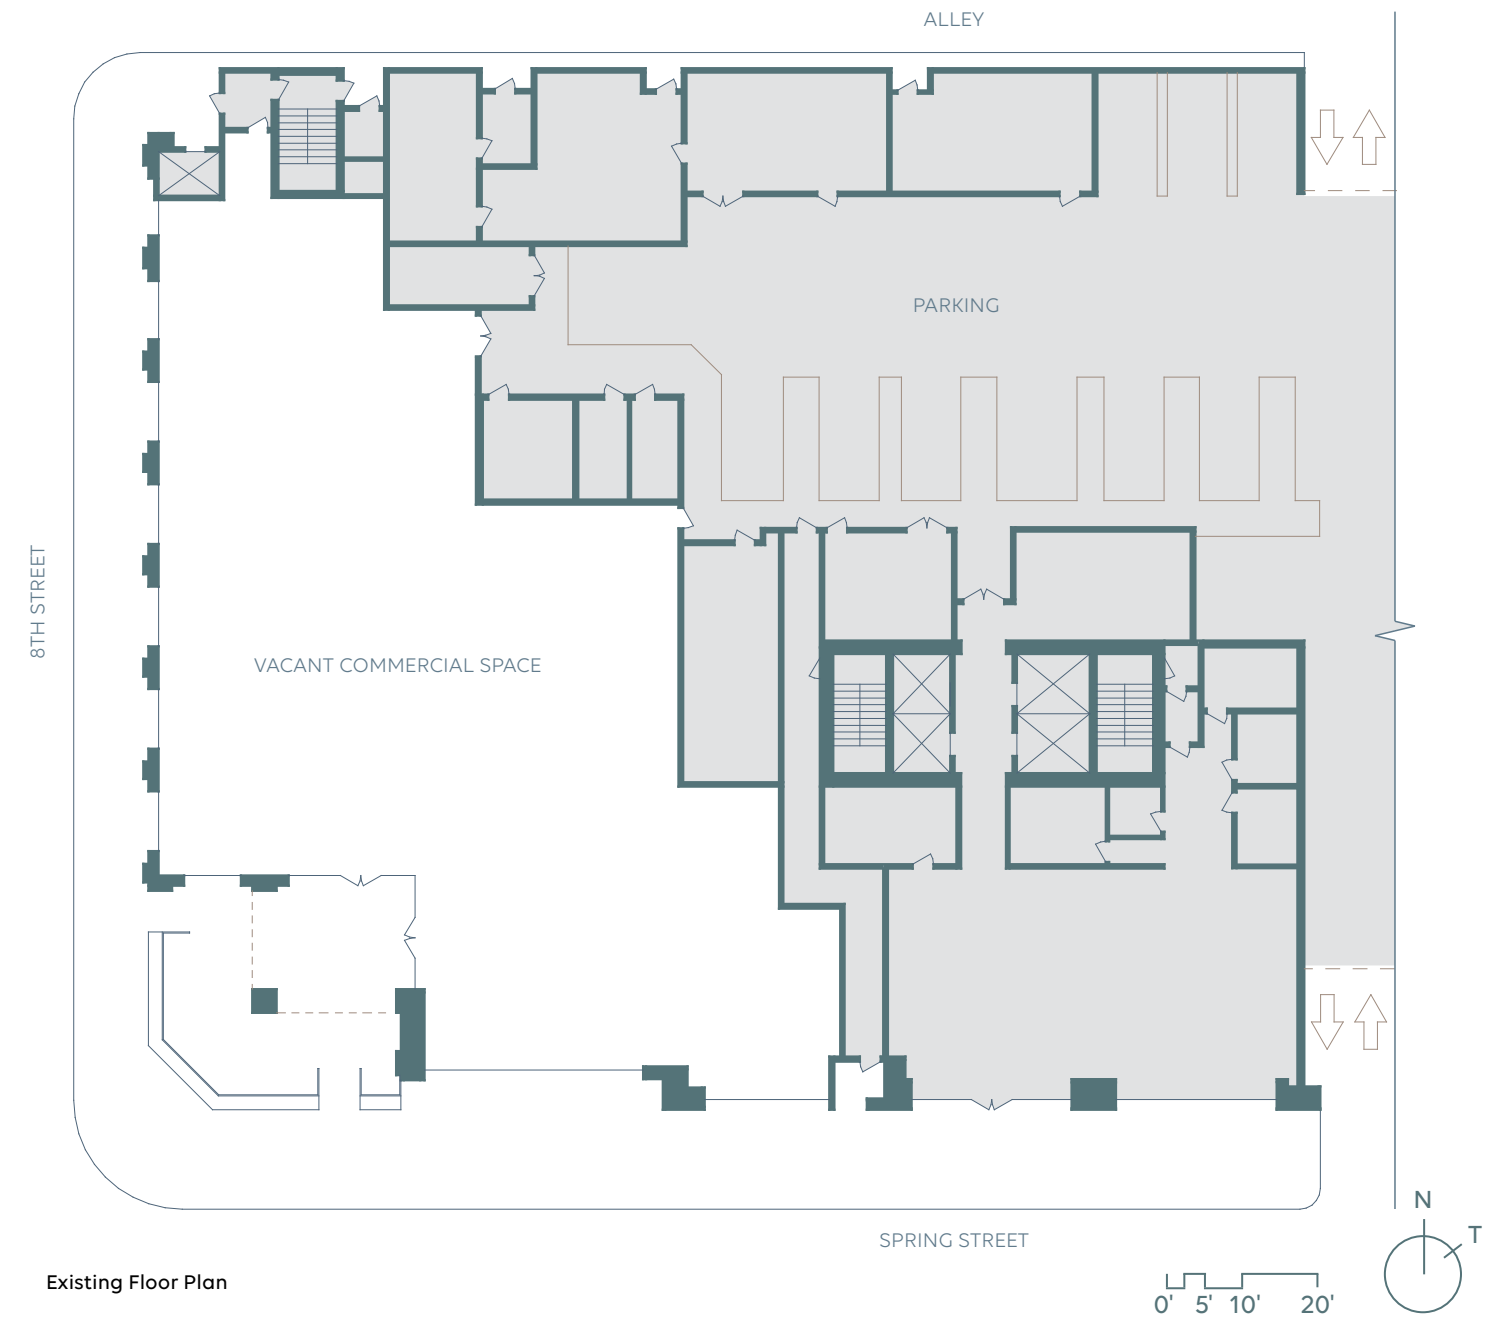 ALLEY
PARKING
8TH STREET
VACANT COMMERCIAL SPACE
N
T
SPRING STREET
Existing Floor Plan
0' 5' 10' 20'